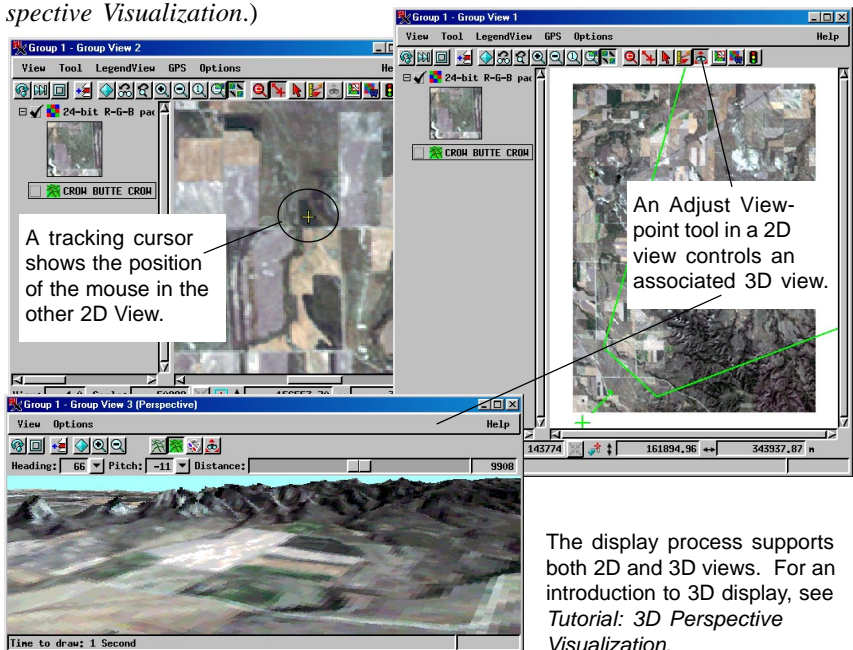 spective Visualization.)
Group 1 - Group View 2
View Tool LegendView GPS Options
24-bit R-G-B
CROW BUTTE CROW
A tracking cursor
shows the position
of the mouse in the
other 2D View.
Group 1 - Group View 1
View Tool LegendView GPS Options Help
24-bit R-G-B
CROW BUTTE CROW
An Adjust View-
point tool in a 2D
view controls an
associated 3D view.
143774 161894.96 343937.87 m
Group 1 - Group View 3 (Perspective)
View Options Help
Heading: 66 Pitch: -11 Distance: 9908
Time to draw: 1 Second
The display process supports
both 2D and 3D views. For an
introduction to 3D display, see
Tutorial: 3D Perspective
Visualization.